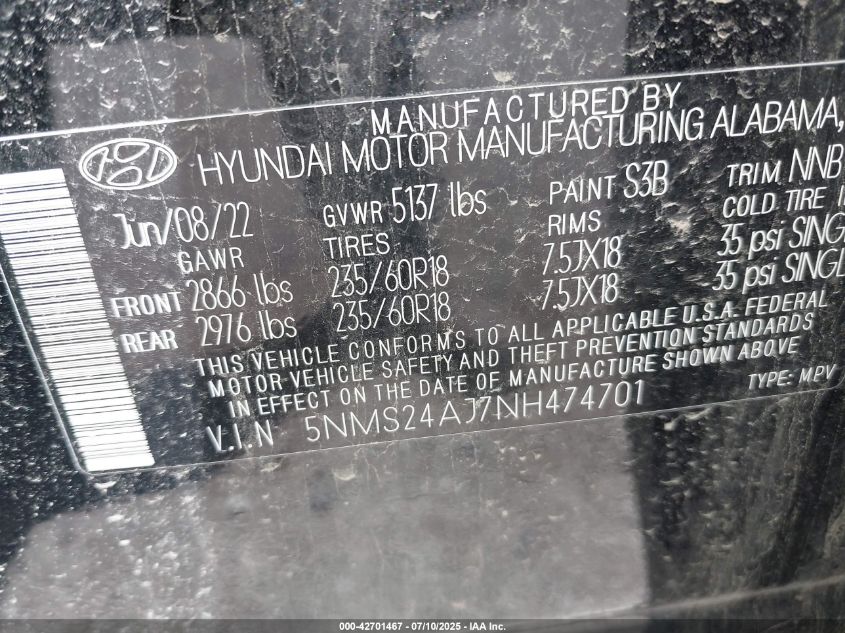 MANUFACTURED BY
HYUNDAI MOTOR MANUFACTURING ALABAMA,
Jun/08/22 GVWR 5137 lbs PAINT S3B TRIM NNB
GAWR TIRES RIMS COLD TIRE
FRONT 2866 lbs 235/60R18 7.5JX18 35 psi SINGL
REAR 2976 lbs 235/60R18 7.5JX18 35 psi SINGL
THIS VEHICLE CONFORMS TO ALL APPLICABLE U.S.A. FEDERAL
MOTOR VEHICLE SAFETY AND THEFT PREVENTION STANDARDS
IN EFFECT ON THE DATE OF MANUFACTURE SHOWN ABOVE
V.I.N 5NMS24AJ7NH474701 TYPE: MPV
000-42701467 - 07/10/2025 - IAA Inc.